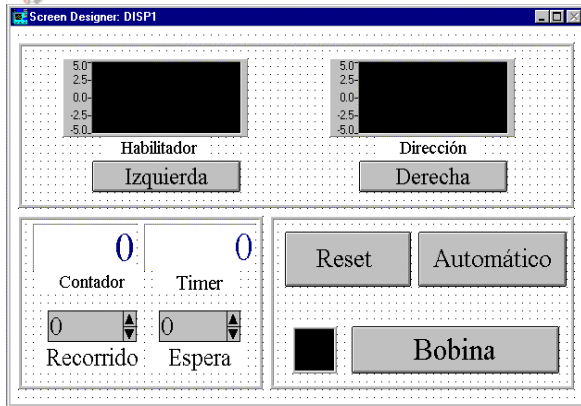 Screen Designer: DISP1
5.0
2.5
0.0
-2.5
-5.0
Habilitador
Izquierda
5.0
2.5
0.0
-2.5
-5.0
Dirección
Derecha
0
0
Contador
Timer
0
0
Recorrido
Espera
Reset
Automático
Bobina